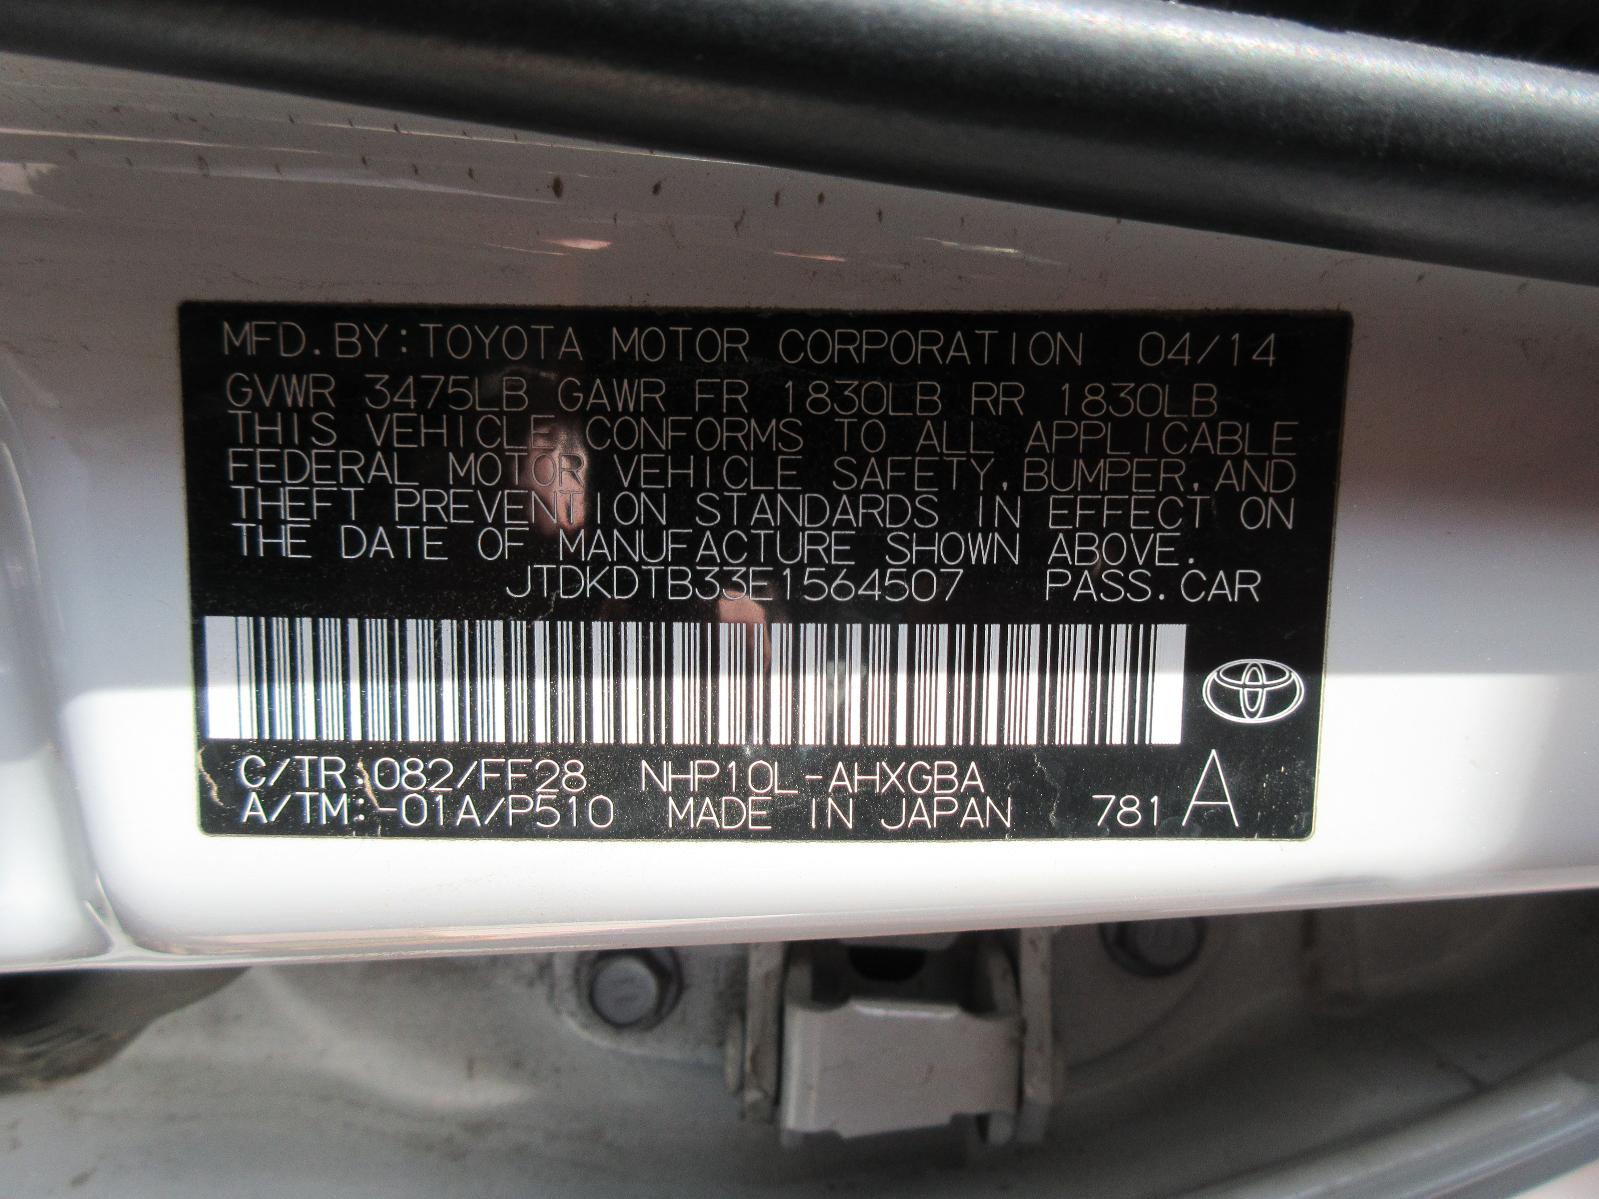 MFD.BY:TOYOTA MOTOR CORPORATION 04/14
GVWR 3475LB GAWR FR 1830LB RR 1830LB
THIS VEHICLE CONFORMS TO ALL APPLICABLE
FEDERAL MOTOR VEHICLE SAFETY, BUMPER, AND
THEFT PREVENTION STANDARDS IN EFFECT ON
THE DATE OF MANUFACTURE SHOWN ABOVE.
JTDKDTB33E1564507 PASS.CAR
C/TR:082/FF28 NHP10L-AHXGBA
A/TM:-01A/P510 MADE IN JAPAN 781 A